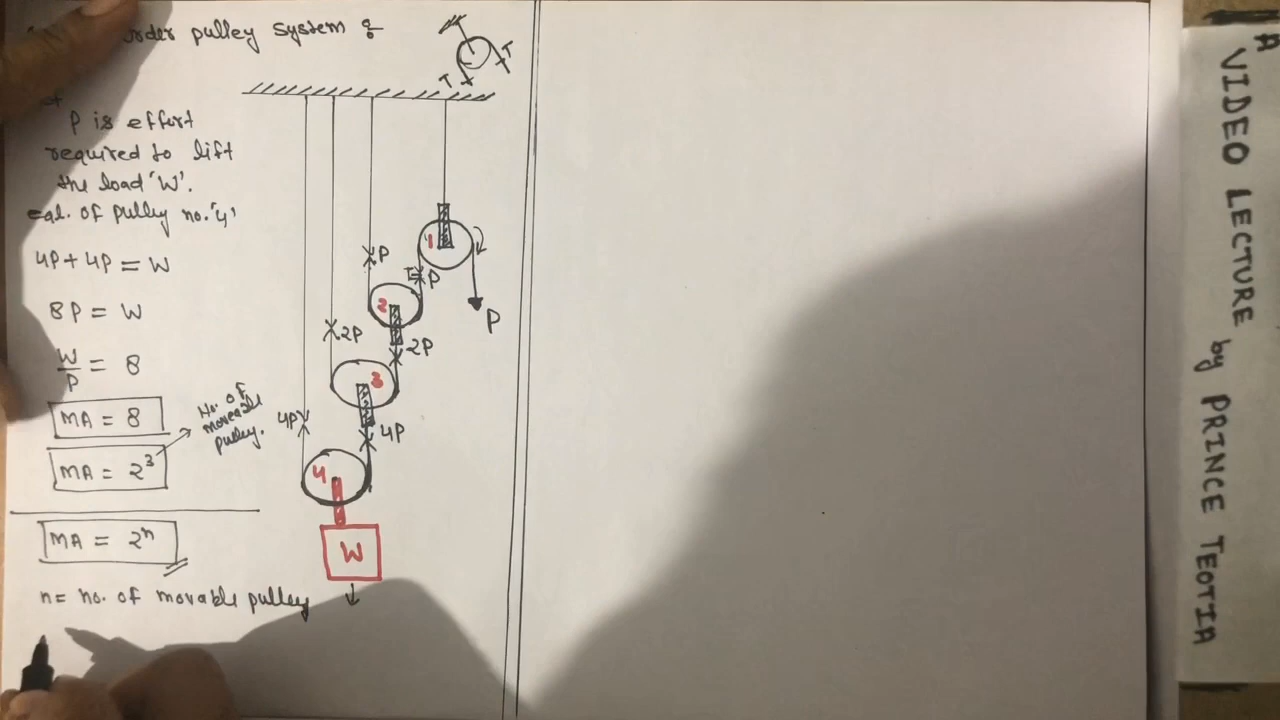 order pulley system :
P is effort
required to lift
the load 'W'.
eql. of pulley no. '4'
4P + 4P = W
8P = W
W/P = 8
MA = 8
MA = 2³
No. of
moveable
pulley.
MA = 2ⁿ
n = no. of movable pulley
T
T
1
P
P
P
2
2P
2P
3
4P
4P
4
W
A
VIDEO LECTURE by PRINCE TEOTIA